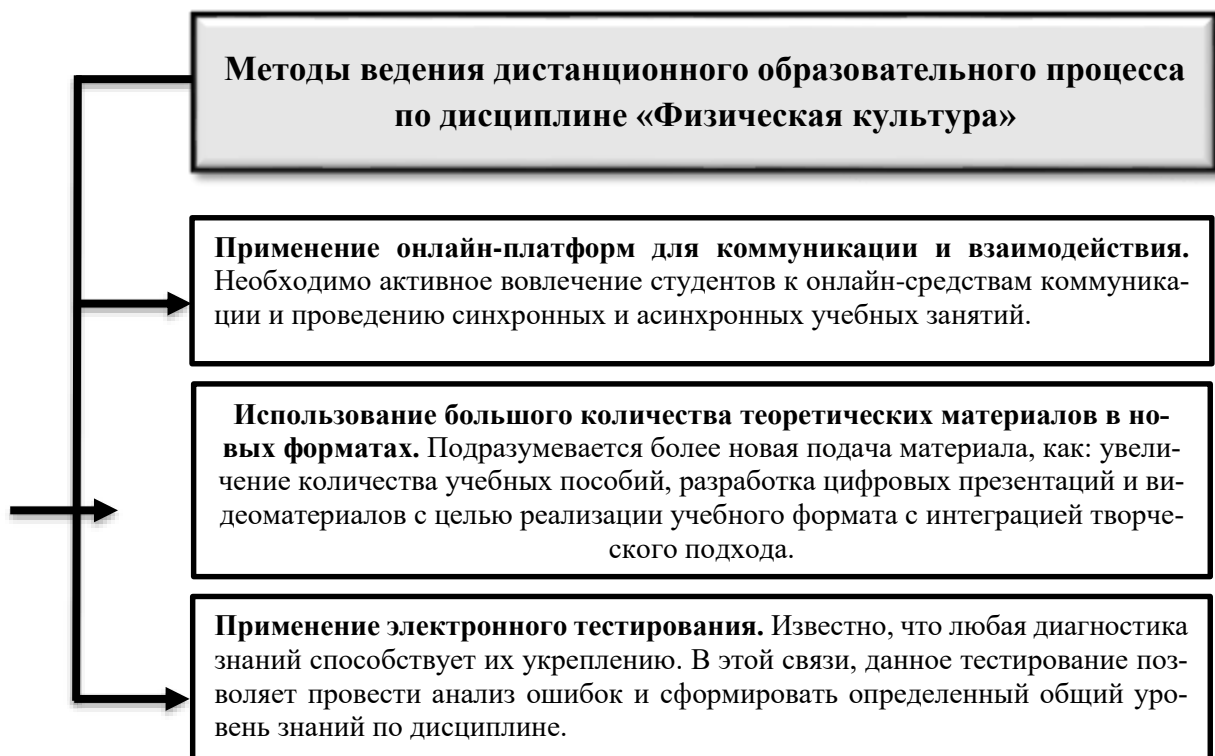 Методы ведения дистанционного образовательного процесса
по дисциплине «Физическая культура»
Применение онлайн-платформ для коммуникации и взаимодействия.
Необходимо активное вовлечение студентов к онлайн-средствам коммуника-
ции и проведению синхронных и асинхронных учебных занятий.
Использование большого количества теоретических материалов в но-
вых форматах. Подразумевается более новая подача материала, как: увели-
чение количества учебных пособий, разработка цифровых презентаций и ви-
деоматериалов с целью реализации учебного формата с интеграцией творче-
ского подхода.
Применение электронного тестирования. Известно, что любая диагностика
знаний способствует их укреплению. В этой связи, данное тестирование поз-
воляет провести анализ ошибок и сформировать определенный общий уро-
вень знаний по дисциплине.